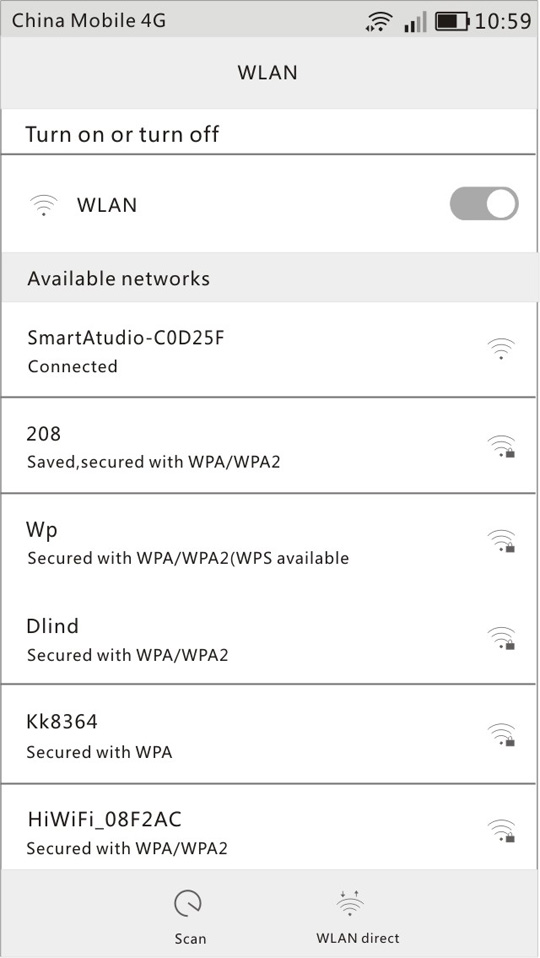 China Mobile 4G 10:59
WLAN
Turn on or turn off
WLAN
Available networks
SmartAtudio-C0D25F
Connected
208
Saved,secured with WPA/WPA2
Wp
Secured with WPA/WPA2(WPS available
Dlind
Secured with WPA/WPA2
Kk8364
Secured with WPA
HiWiFi_08F2AC
Secured with WPA/WPA2
Scan WLAN direct